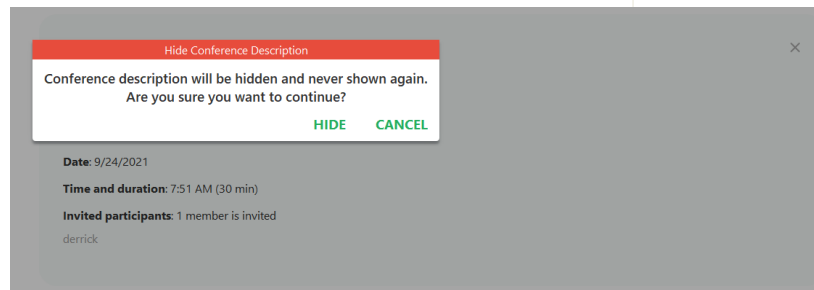 Hide Conference Description
Conference description will be hidden and never shown again.
Are you sure you want to continue?
HIDE CANCEL
Date: 9/24/2021
Time and duration: 7:51 AM (30 min)
Invited participants: 1 member is invited
derrick